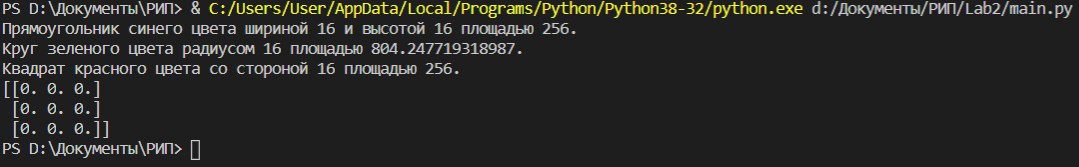 PS D:\Документы\РИП> & C:/Users/User/AppData/Local/Programs/Python/Python38-32/python.exe d:/Документы/РИП/Lab2/main.py
Прямоугольник синего цвета шириной 16 и высотой 16 площадью 256.
Круг зеленого цвета радиусом 16 площадью 804.247719318987.
Квадрат красного цвета со стороной 16 площадью 256.
[[0. 0. 0.]
 [0. 0. 0.]
 [0. 0. 0.]]
PS D:\Документы\РИП>